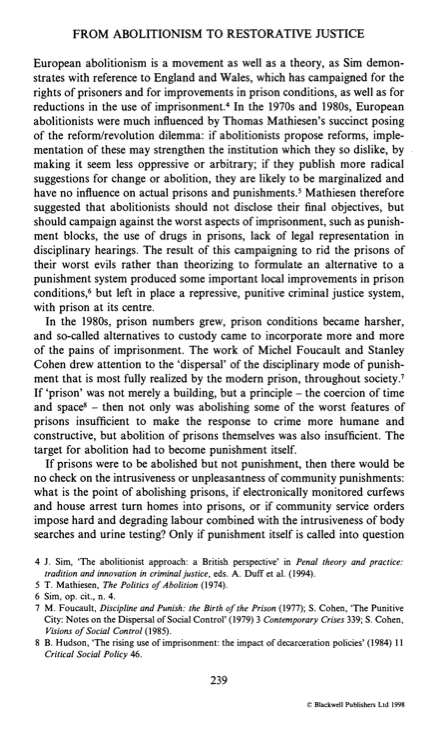 FROM ABOLITIONISM TO RESTORATIVE JUSTICE
European abolitionism is a movement as well as a theory, as Sim demon-
strates with reference to England and Wales, which has campaigned for the
rights of prisoners and for improvements in prison conditions, as well as for
reductions in the use of imprisonment.⁴ In the 1970s and 1980s, European
abolitionists were much influenced by Thomas Mathiesen's succinct posing
of the reform/revolution dilemma: if abolitionists propose reforms, imple-
mentation of these may strengthen the institution which they so dislike, by
making it seem less oppressive or arbitrary; if they publish more radical
suggestions for change or abolition, they are likely to be marginalized and
have no influence on actual prisons and punishments.⁵ Mathiesen therefore
suggested that abolitionists should not disclose their final objectives, but
should campaign against the worst aspects of imprisonment, such as punish-
ment blocks, the use of drugs in prisons, lack of legal representation in
disciplinary hearings. The result of this campaigning to rid the prisons of
their worst evils rather than theorizing to formulate an alternative to a
punishment system produced some important local improvements in prison
conditions,⁶ but left in place a repressive, punitive criminal justice system,
with prison at its centre.
In the 1980s, prison numbers grew, prison conditions became harsher,
and so-called alternatives to custody came to incorporate more and more
of the pains of imprisonment. The work of Michel Foucault and Stanley
Cohen drew attention to the 'dispersal' of the disciplinary mode of punish-
ment that is most fully realized by the modern prison, throughout society.⁷
If 'prison' was not merely a building, but a principle – the coercion of time
and space⁸ – then not only was abolishing some of the worst features of
prisons insufficient to make the response to crime more humane and
constructive, but abolition of prisons themselves was also insufficient. The
target for abolition had to become punishment itself.
If prisons were to be abolished but not punishment, then there would be
no check on the intrusiveness or unpleasantness of community punishments:
what is the point of abolishing prisons, if electronically monitored curfews
and house arrest turn homes into prisons, or if community service orders
impose hard and degrading labour combined with the intrusiveness of body
searches and urine testing? Only if punishment itself is called into question
4 J. Sim, 'The abolitionist approach: a British perspective' in Penal theory and practice:
tradition and innovation in criminal justice, eds. A. Duff et al. (1994).
5 T. Mathiesen, The Politics of Abolition (1974).
6 Sim, op. cit., n. 4.
7 M. Foucault, Discipline and Punish: the Birth of the Prison (1977); S. Cohen, 'The Punitive
City: Notes on the Dispersal of Social Control' (1979) 3 Contemporary Crises 339; S. Cohen,
Visions of Social Control (1985).
8 B. Hudson, 'The rising use of imprisonment: the impact of decarceration policies' (1984) 11
Critical Social Policy 46.
239
© Blackwell Publishers Ltd 1998